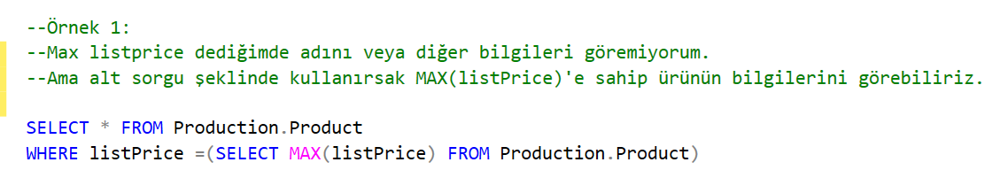 --Örnek 1:
--Max listprice dediğimde adını veya diğer bilgileri göremiyorum.
--Ama alt sorgu şeklinde kullanırsak MAX(listPrice)'e sahip ürünün bilgilerini görebiliriz.
SELECT * FROM Production.Product
WHERE listPrice =(SELECT MAX(listPrice) FROM Production.Product)